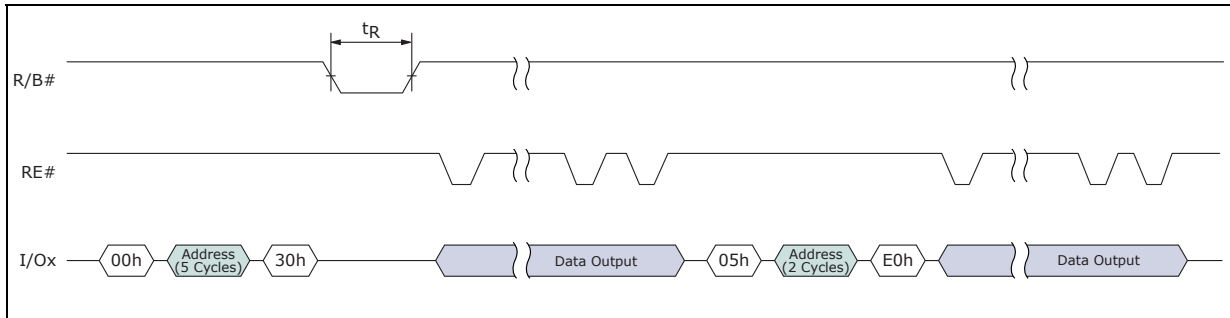 tR
R/B#
RE#
I/Ox
00h
Address
(5 Cycles)
30h
Data Output
05h
Address
(2 Cycles)
E0h
Data Output